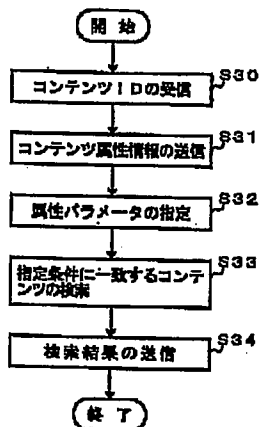 開始
コンテンツIDの受信
S30
コンテンツ属性情報の送信
S31
属性パラメータの指定
S32
指定条件に一致するコンテ
ンツの検索
S33
検索結果の送信
S34
終了